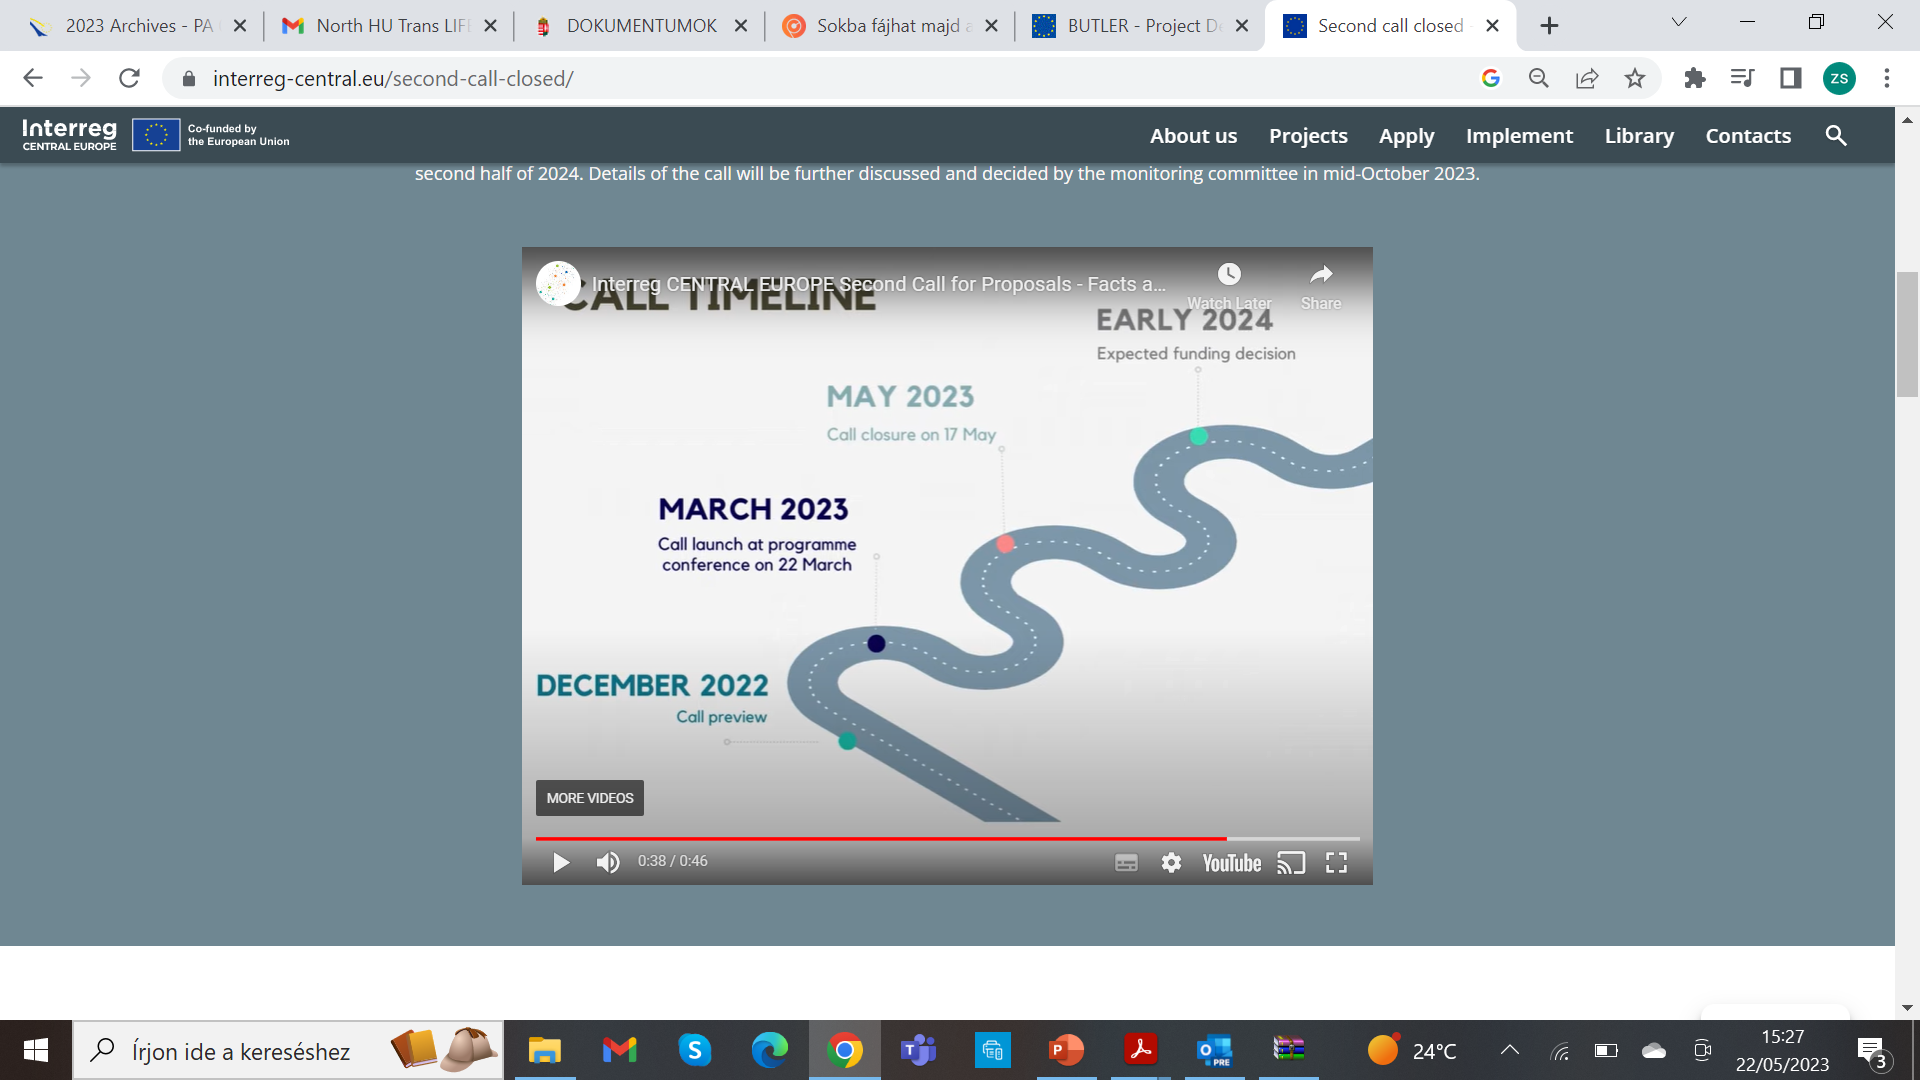 2023 Archives - PA
North HU Trans LIFE
DOKUMENTUMOK
Sokba fájhat majd a
BUTLER - Project De
Second call closed -
interreg-central.eu/second-call-closed/
ZS
Interreg
CENTRAL EUROPE
Co-funded by
the European Union
About us
Projects
Apply
Implement
Library
Contacts
second half of 2024. Details of the call will be further discussed and decided by the monitoring committee in mid-October 2023.
Interreg CENTRAL EUROPE Second Call for Proposals - Facts a...
Watch Later
Share
CALL TIMELINE
EARLY 2024
Expected funding decision
MAY 2023
Call closure on 17 May
MARCH 2023
Call launch at programme
conference on 22 March
DECEMBER 2022
Call preview
MORE VIDEOS
0:38 / 0:46
YouTube
Írjon ide a kereséshez
PRE
24°C
15:27
22/05/2023
3